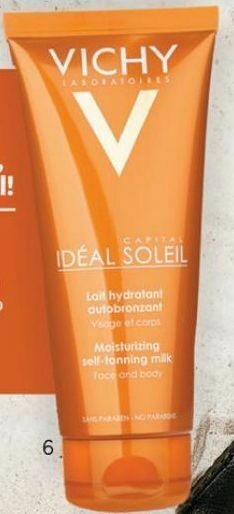 VICHY
LABORATOIRES
V
CAPITAL
IDÉAL SOLEIL
Lait hydratant
autobronzant
Visage et corps
Moisturizing
self-tanning milk
Face and body
SANS PARABEN - NO PARABENS
6